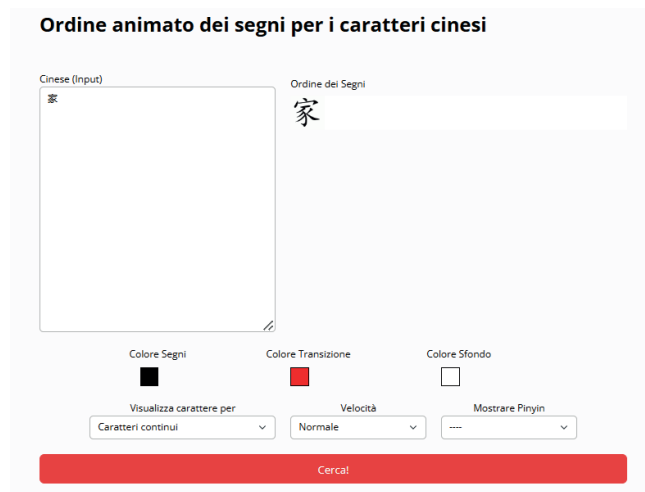 Ordine animato dei segni per i caratteri cinesi
Cinese (Input)
家
Ordine dei Segni
家
Colore Segni
Colore Transizione
Colore Sfondo
Visualizza carattere per
Velocità
Mostrare Pinyin
Caratteri continui
Normale
----
Cerca!